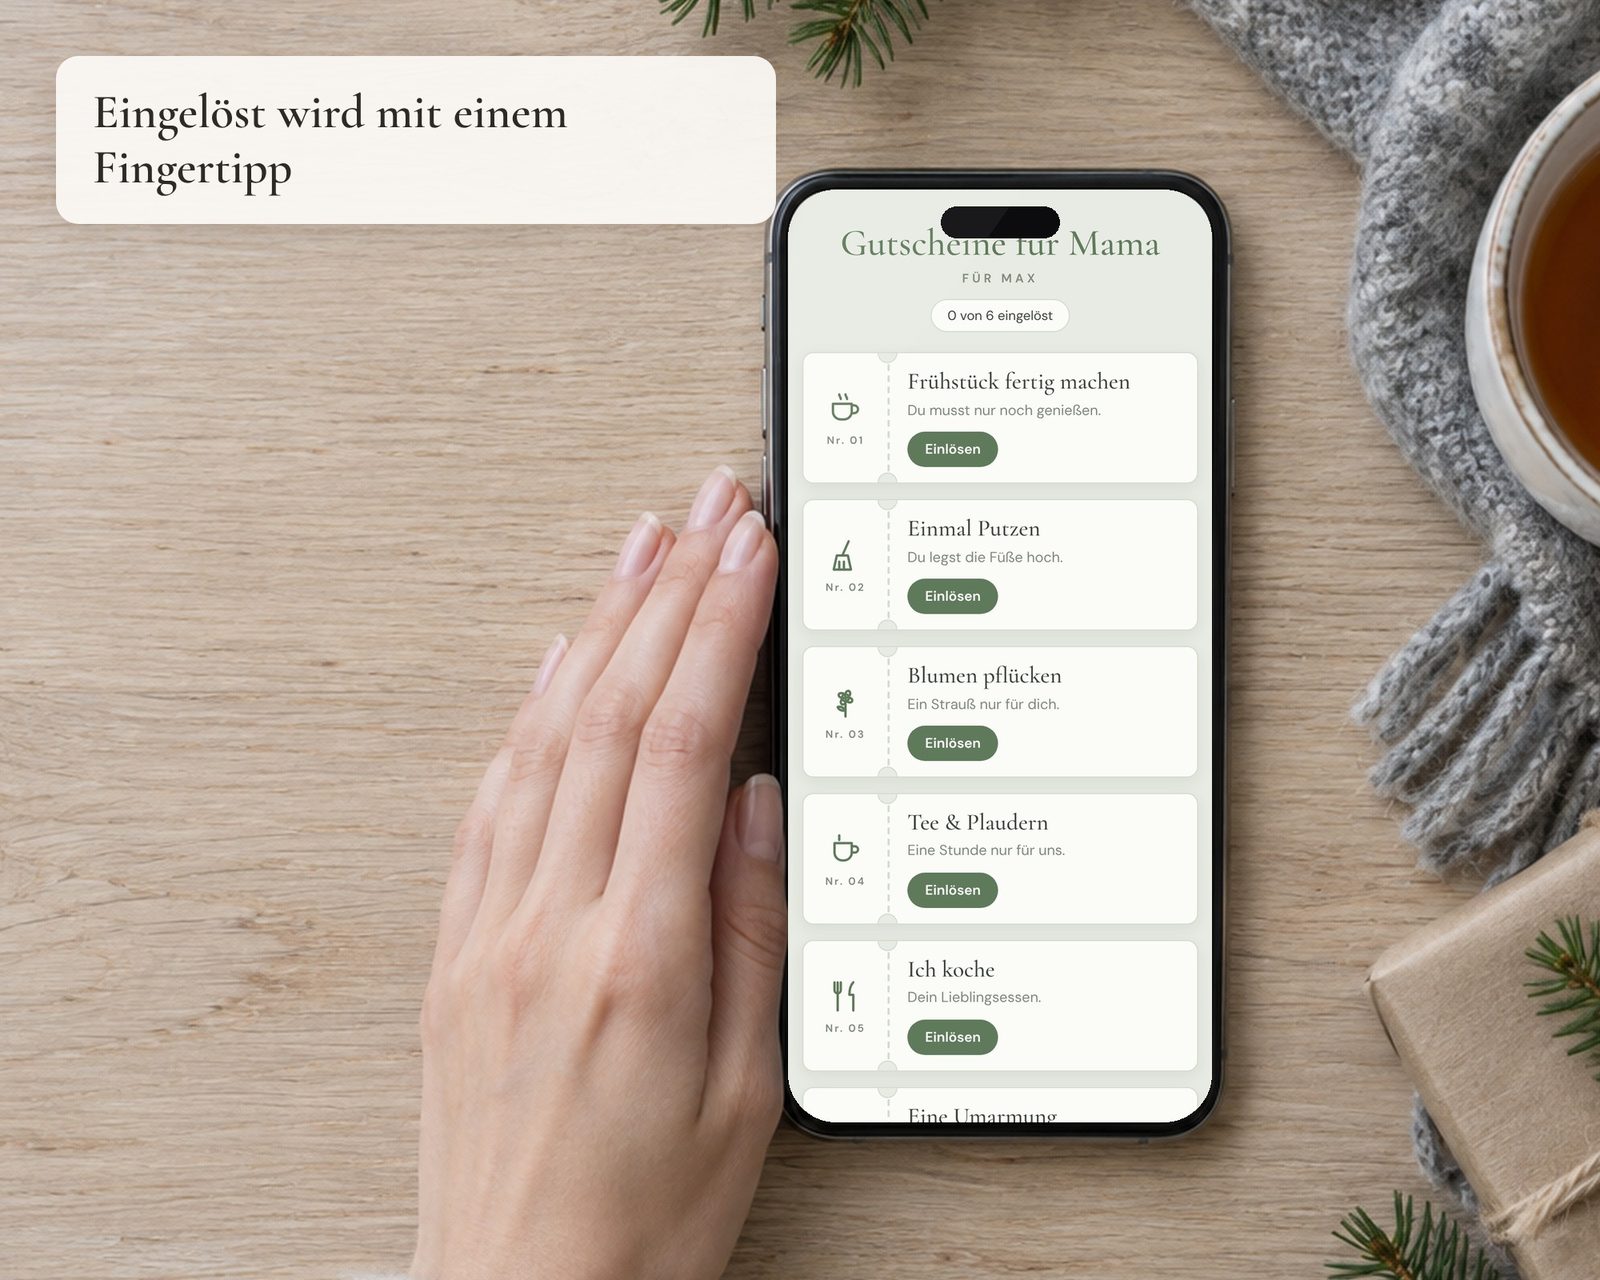 Eingelöst wird mit einem
Fingertipp
Gutscheine für Mama
FÜR MAX
0 von 6 eingelöst
Frühstück fertig machen
Du musst nur noch genießen.
Nr. 01
Einlösen
Einmal Putzen
Du legst die Füße hoch.
Nr. 02
Einlösen
Blumen pflücken
Ein Strauß nur für dich.
Nr. 03
Einlösen
Tee & Plaudern
Eine Stunde nur für uns.
Nr. 04
Einlösen
Ich koche
Dein Lieblingsessen.
Nr. 05
Einlösen
Eine Umarmung